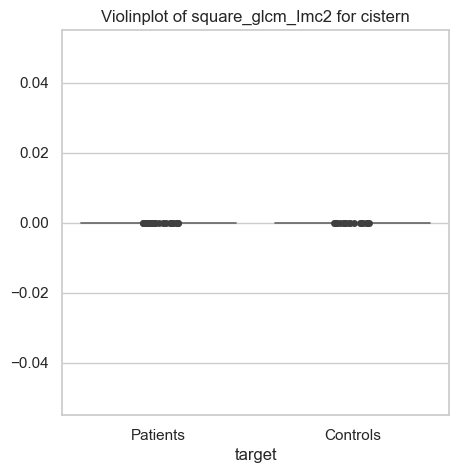 Violinplot of square_glcm_Imc2 for cistern
0.04
0.02
0.00
−0.02
−0.04
Patients
Controls
target